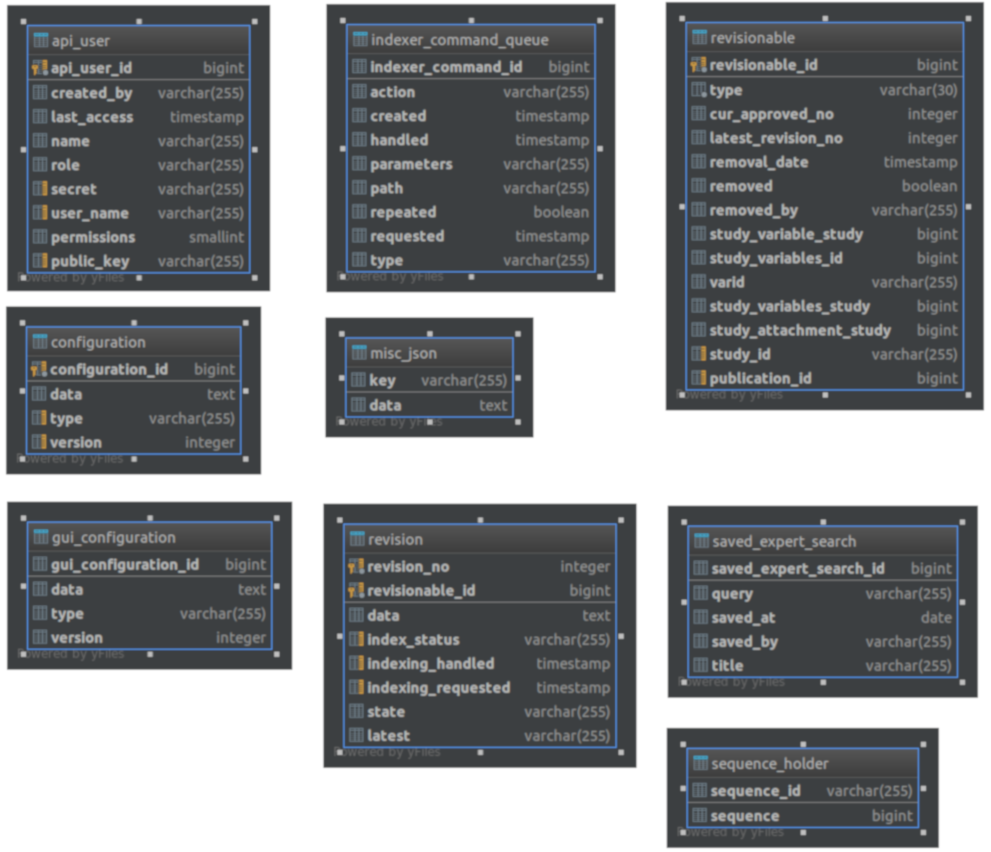 api_user
api_user_id bigint
created_by varchar(255)
last_access timestamp
name varchar(255)
role varchar(255)
secret varchar(255)
user_name varchar(255)
permissions smallint
public_key varchar(255)
Powered by yFiles
indexer_command_queue
indexer_command_id bigint
action varchar(255)
created timestamp
handled timestamp
parameters varchar(255)
path varchar(255)
repeated boolean
requested timestamp
type varchar(255)
Powered by yFiles
revisionable
revisionable_id bigint
type varchar(30)
cur_approved_no integer
latest_revision_no integer
removal_date timestamp
removed boolean
removed_by varchar(255)
study_variable_study bigint
study_variables_id bigint
varid varchar(255)
study_variables_study bigint
study_attachment_study bigint
study_id varchar(255)
publication_id bigint
Powered by yFiles
configuration
configuration_id bigint
data text
type varchar(255)
version integer
Powered by yFiles
misc_json
key varchar(255)
data text
Powered by yFiles
gui_configuration
gui_configuration_id bigint
data text
type varchar(255)
version integer
Powered by yFiles
revision
revision_no integer
revisionable_id bigint
data text
index_status varchar(255)
indexing_handled timestamp
indexing_requested timestamp
state varchar(255)
latest varchar(255)
Powered by yFiles
saved_expert_search
saved_expert_search_id bigint
query varchar(255)
saved_at date
saved_by varchar(255)
title varchar(255)
Powered by yFiles
sequence_holder
sequence_id varchar(255)
sequence bigint
Powered by yFiles